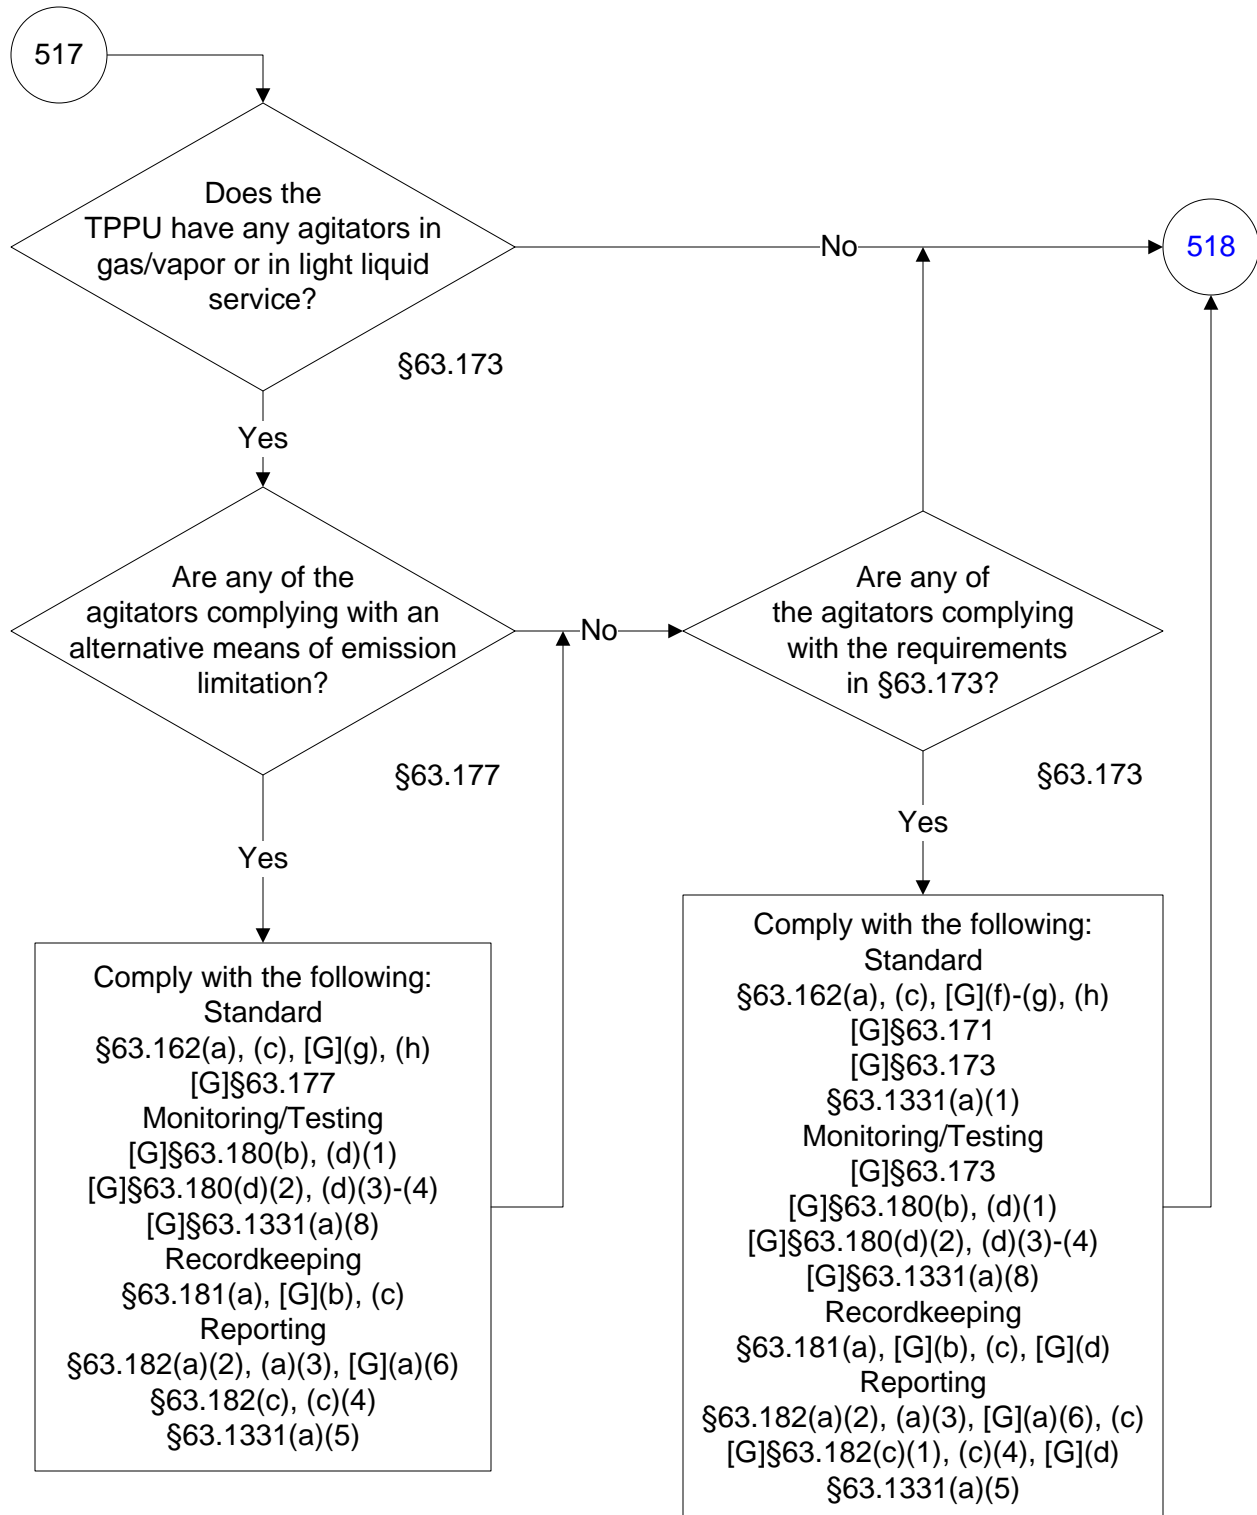 517
Does the
TPPU have any agitators in
gas/vapor or in light liquid
service?
No
518
§63.173
Yes
Are any of the
agitators complying with an
alternative means of emission
limitation?
No
Are any of
the agitators complying
with the requirements
in §63.173?
§63.177
§63.173
Yes
Yes
Comply with the following:
Standard
§63.162(a), (c), [G](g), (h)
[G]§63.177
Monitoring/Testing
[G]§63.180(b), (d)(1)
[G]§63.180(d)(2), (d)(3)-(4)
[G]§63.1331(a)(8)
Recordkeeping
§63.181(a), [G](b), (c)
Reporting
§63.182(a)(2), (a)(3), [G](a)(6)
§63.182(c), (c)(4)
§63.1331(a)(5)
Comply with the following:
Standard
§63.162(a), (c), [G](f)-(g), (h)
[G]§63.171
[G]§63.173
§63.1331(a)(1)
Monitoring/Testing
[G]§63.173
[G]§63.180(b), (d)(1)
[G]§63.180(d)(2), (d)(3)-(4)
[G]§63.1331(a)(8)
Recordkeeping
§63.181(a), [G](b), (c), [G](d)
Reporting
§63.182(a)(2), (a)(3), [G](a)(6), (c)
[G]§63.182(c)(1), (c)(4), [G](d)
§63.1331(a)(5)